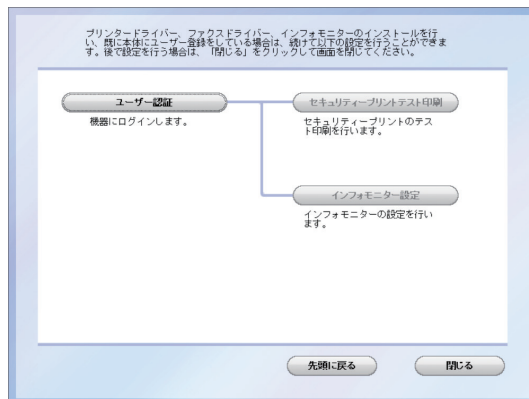 プリンタードライバー、ファクスドライバー、インフォモニターのインストールを行
い、既に本体にユーザー登録をしている場合は、続けて以下の設定を行うことができま
す。後で設定を行う場合は、「閉じる」をクリックして画面を閉じてください。
ユーザー認証
機器にログインします。
セキュリティープリントテスト印刷
セキュリティープリントのテス
ト印刷を行います。
インフォモニター設定
インフォモニターの設定を行い
ます。
先頭に戻る
閉じる